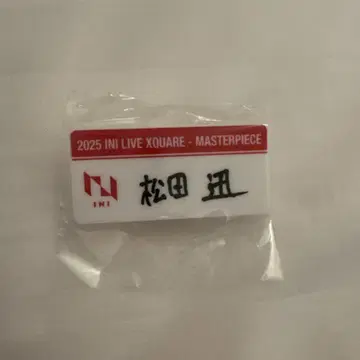 2025 INI LIVE XQUARE - MASTERPIECE
松田 迅
INI